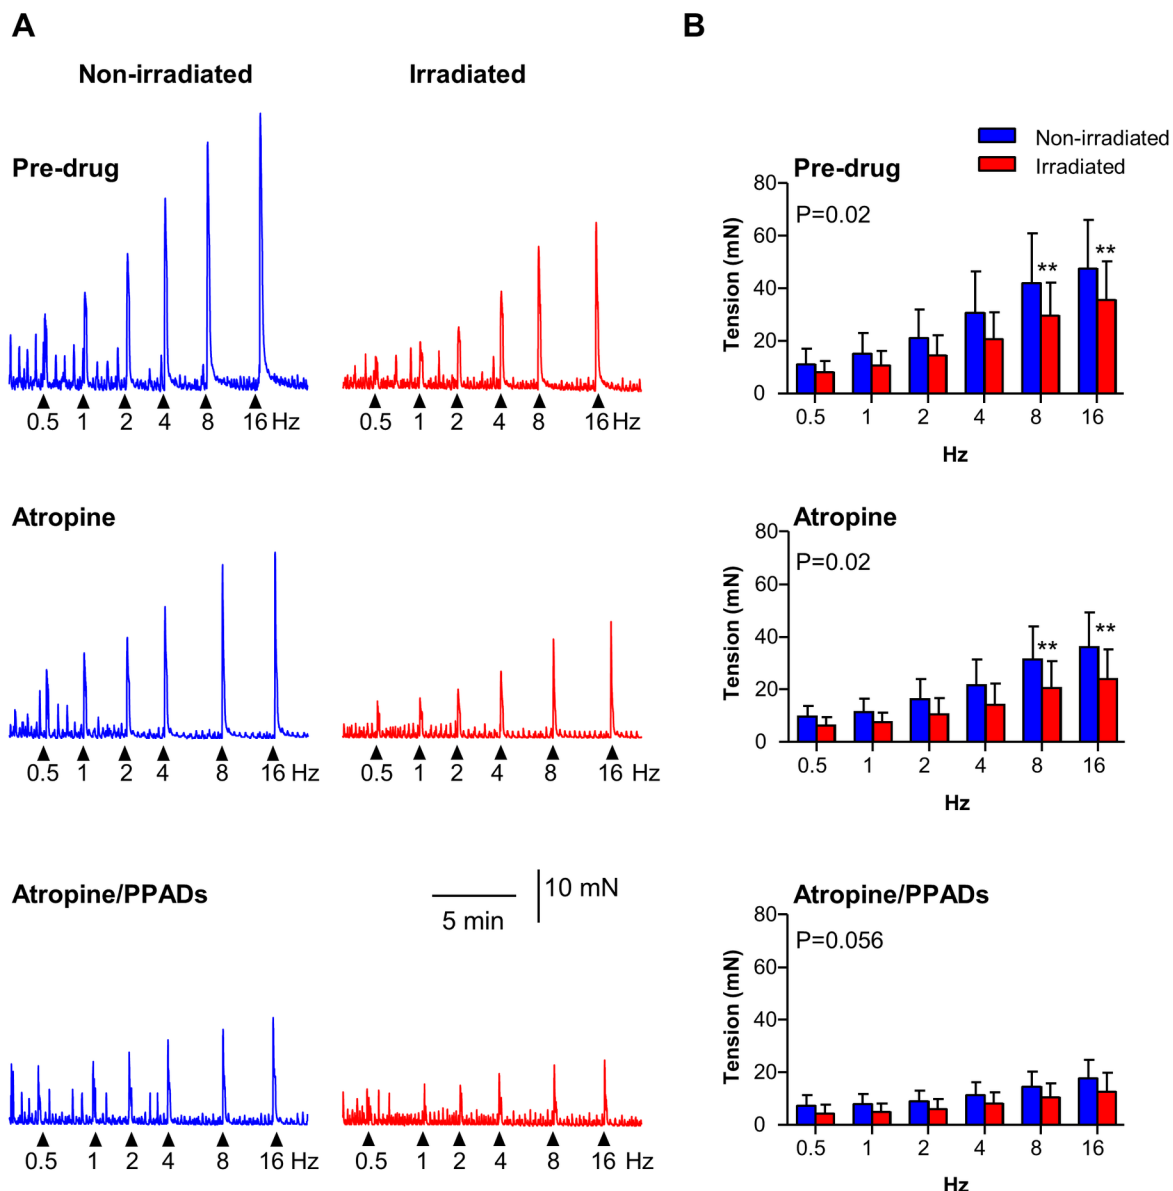 A
B
Non-irradiated
Irradiated
Pre-drug
0.5 1 2 4 8 16 Hz
0.5 1 2 4 8 16 Hz
Non-irradiated
Irradiated
Pre-drug
P=0.02
Tension (mN)
80
60
40
20
0
0.5 1 2 4 8 16
** **
Hz
Atropine
0.5 1 2 4 8 16 Hz
0.5 1 2 4 8 16 Hz
Atropine
P=0.02
Tension (mN)
80
60
40
20
0
0.5 1 2 4 8 16
** **
Hz
Atropine/PPADs
5 min
10 mN
0.5 1 2 4 8 16 Hz
0.5 1 2 4 8 16 Hz
Atropine/PPADs
P=0.056
Tension (mN)
80
60
40
20
0
0.5 1 2 4 8 16
Hz